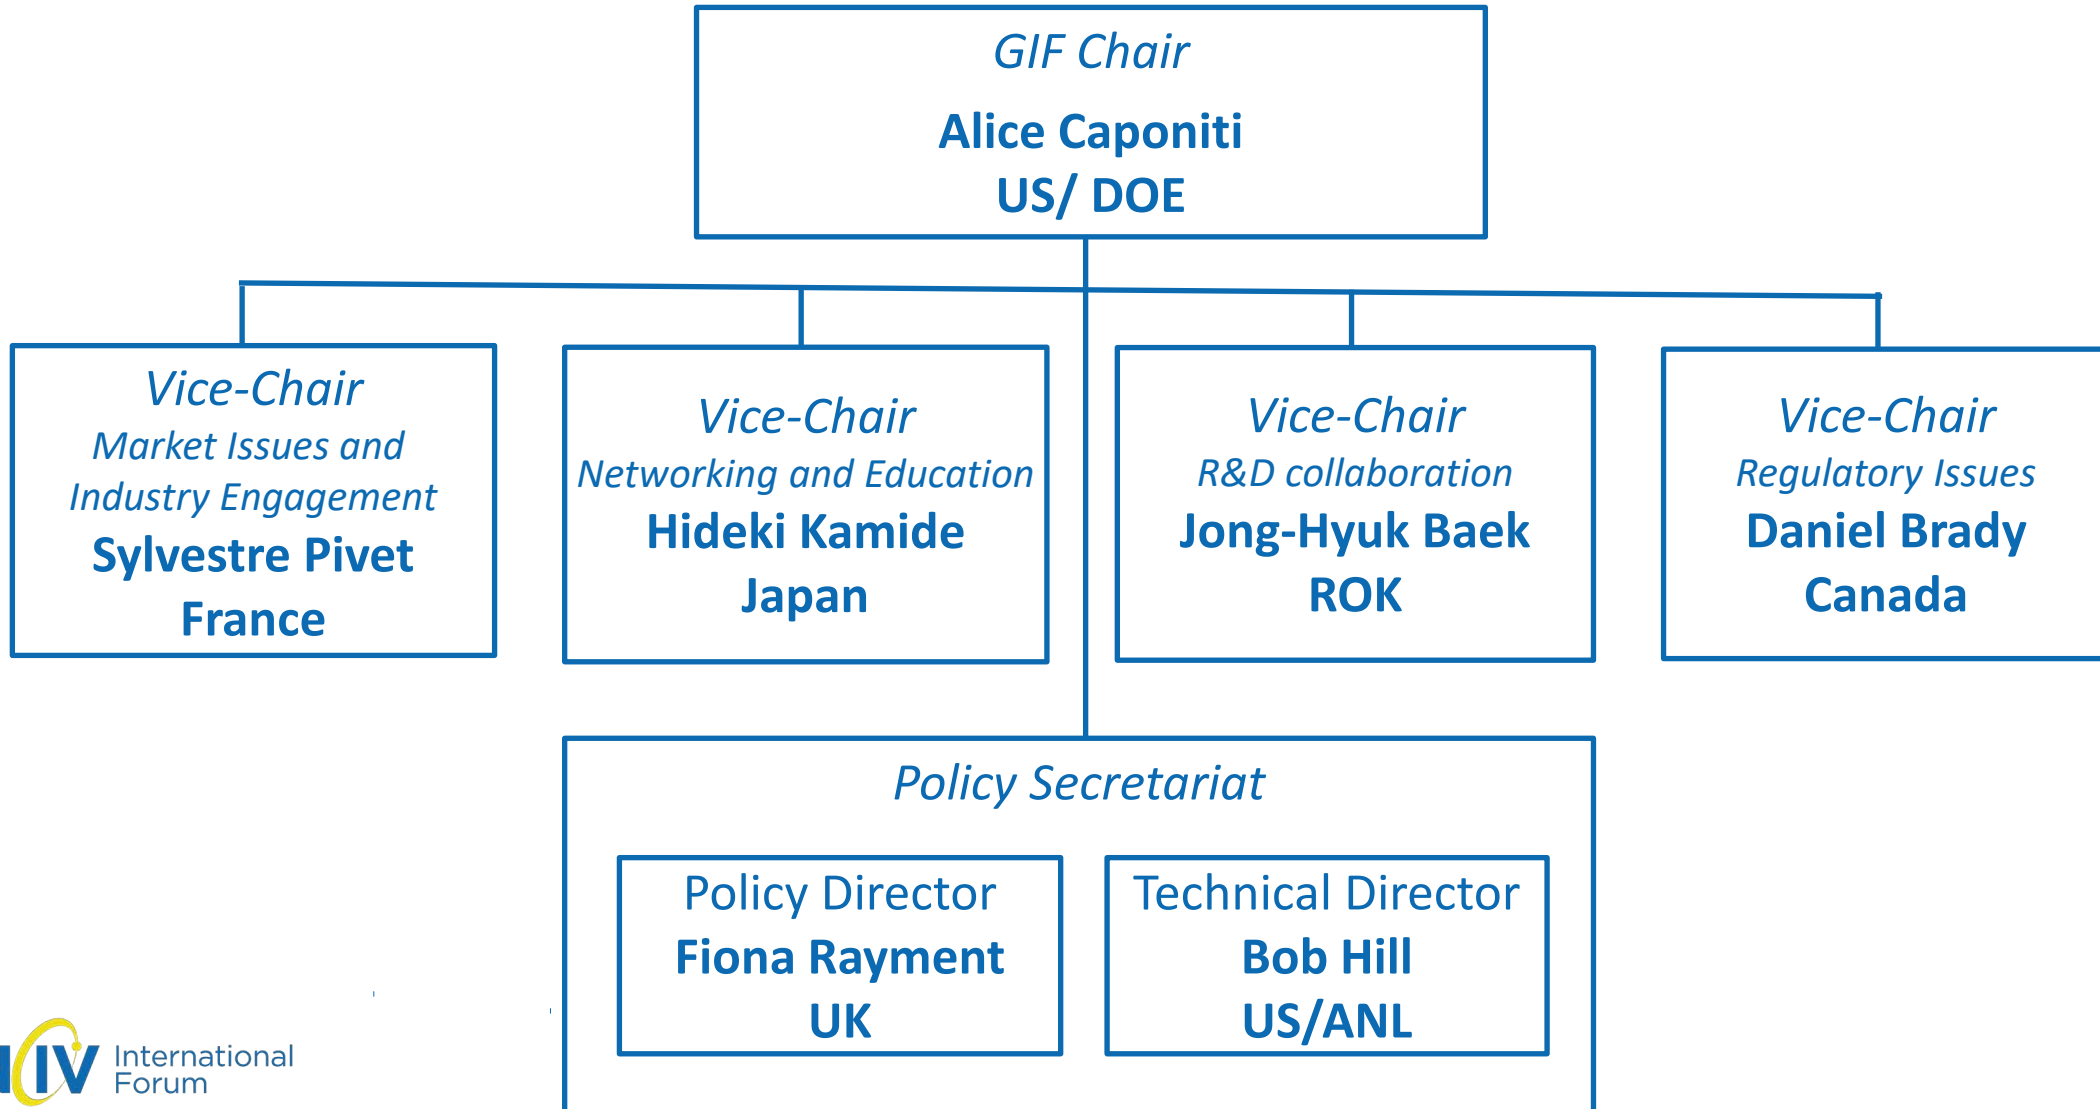 GIF Chair
Alice Caponiti
US/ DOE
Vice-Chair
Market Issues and
Industry Engagement
Sylvestre Pivet
France
Vice-Chair
Networking and Education
Hideki Kamide
Japan
Vice-Chair
R&D collaboration
Jong-Hyuk Baek
ROK
Vice-Chair
Regulatory Issues
Daniel Brady
Canada
Policy Secretariat
Policy Director
Fiona Rayment
UK
Technical Director
Bob Hill
US/ANL
IV International
Forum